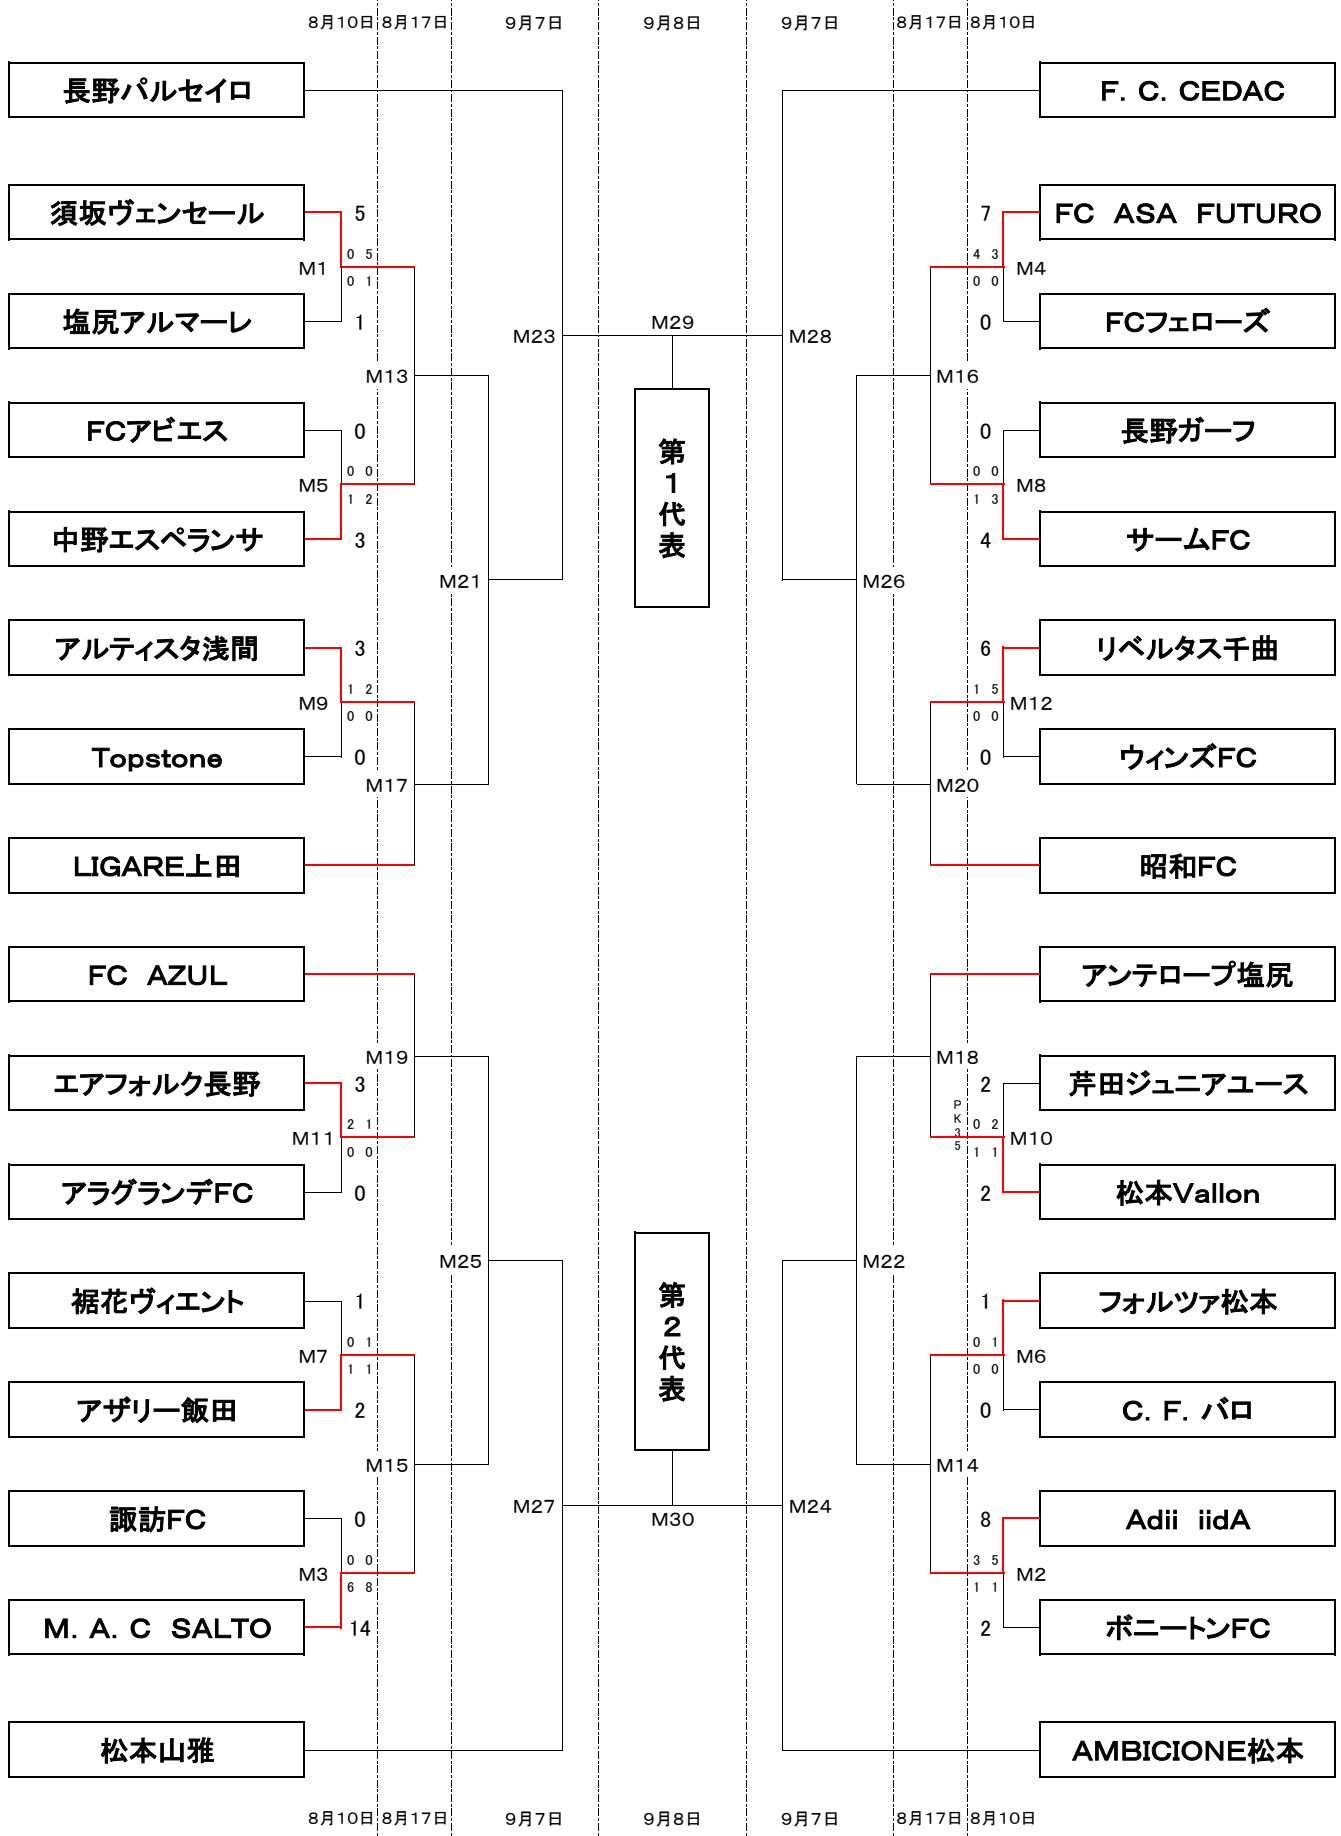 8月10日 8月17日 9月7日 9月8日 9月7日 8月17日 8月10日
長野パルセイロ F. C. CEDAC
須坂ヴェンセール 5 7 FC ASA FUTURO
0 5 4 3
M1 M4
0 1 0 0
塩尻アルマーレ 1 0 FCフェローズ
M23 M29 M28
M13 M16
FCアビエス 0 0 長野ガーフ
0 0 0 0
M5 M8
1 2 1 3
中野エスペランサ 3 4 サームFC
第1代表
M21 M26
アルティスタ浅間 3 6 リベルタス千曲
1 2 1 5
M9 M12
0 0 0 0
Topstone 0 0 ウィンズFC
M17 M20
LIGARE上田 昭和FC
FC AZUL アンテロープ塩尻
M19 M18
エアフォルク長野 3 2 芹田ジュニアユース
2 1 PK35 0 2
M11 M10
0 0 1 1
アラグランデFC 0 2 松本Vallon
M25 M22
裾花ヴィエント 1 1 フォルツァ松本
第2代表
0 1 0 1
M7 M6
1 1 0 0
アザリー飯田 2 0 C. F. バロ
M15 M14
M27 M30 M24
諏訪FC 0 8 Adii iidA
0 0 3 5
M3 M2
6 8 1 1
M. A. C SALTO 14 2 ボニートンFC
松本山雅 AMBICIONE松本
8月10日 8月17日 9月7日 9月8日 9月7日 8月17日 8月10日